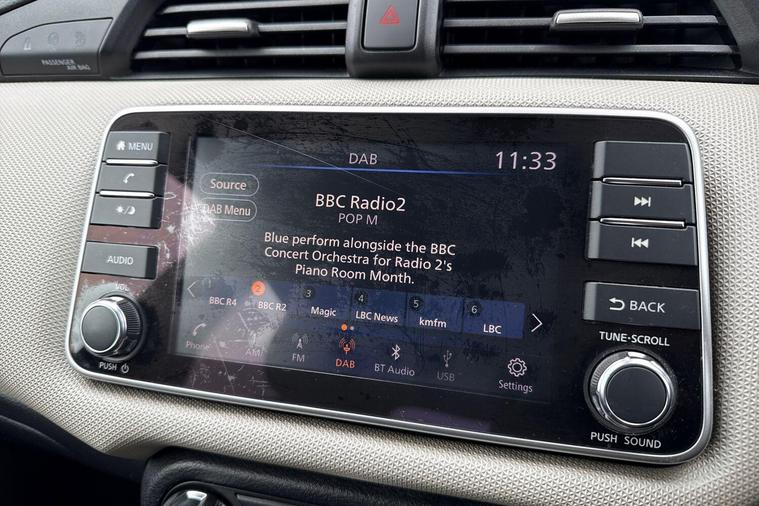 PASSENGER
AIR BAG
MENU
DAB
11:33
Source
DAB Menu
BBC Radio2
POP M
Blue perform alongside the BBC
Concert Orchestra for Radio 2's
Piano Room Month.
AUDIO
VOL
BBC R4
2
BBC R2
3
Magic
4
LBC News
5
kmfm
6
LBC
BACK
Phone
AM
FM
DAB
BT Audio
USB
Settings
PUSH
TUNE·SCROLL
PUSH SOUND